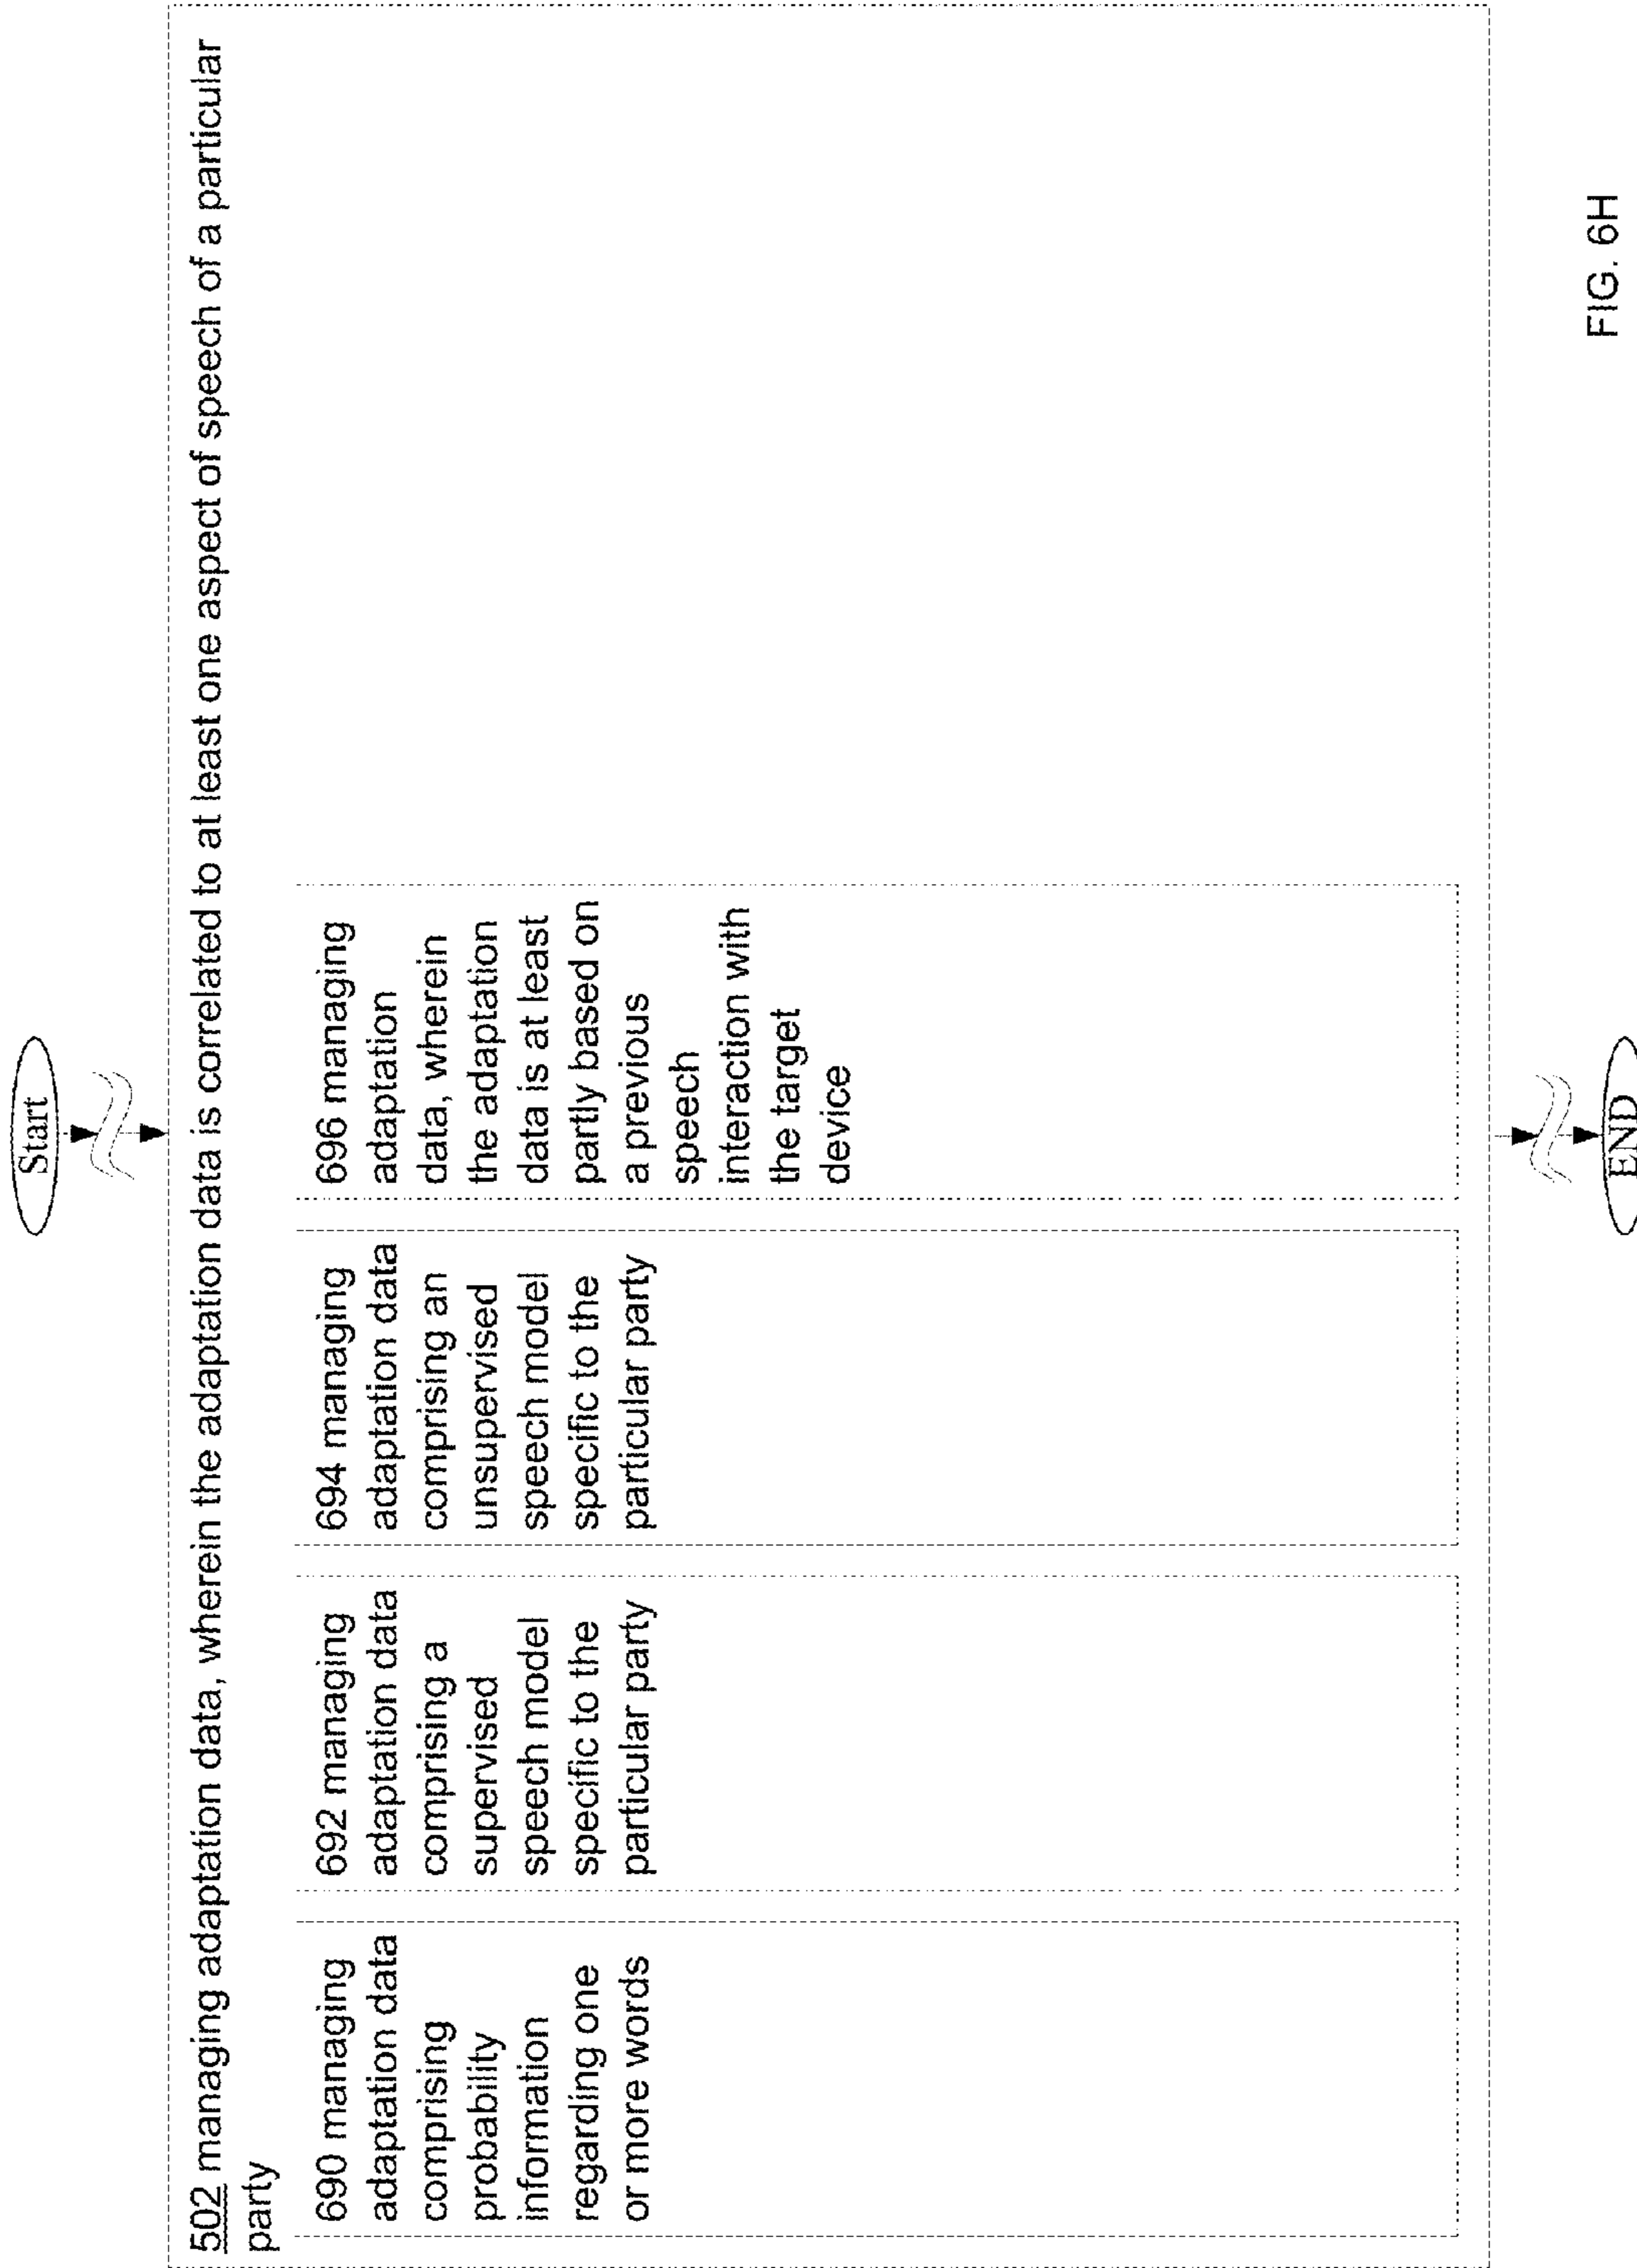 Start
502 managing adaptation data, wherein the adaptation data is correlated to at least one aspect of speech of a particular
party
690 managing
adaptation data
comprising
probability
information
regarding one
or more words
692 managing
adaptation data
comprising a
supervised
speech model
specific to the
particular party
694 managing
adaptation data
comprising an
unsupervised
speech model
specific to the
particular party
696 managing
adaptation
data, wherein
the adaptation
data is at least
partly based on
a previous
speech
interaction with
the target
device
END
FIG. 6H